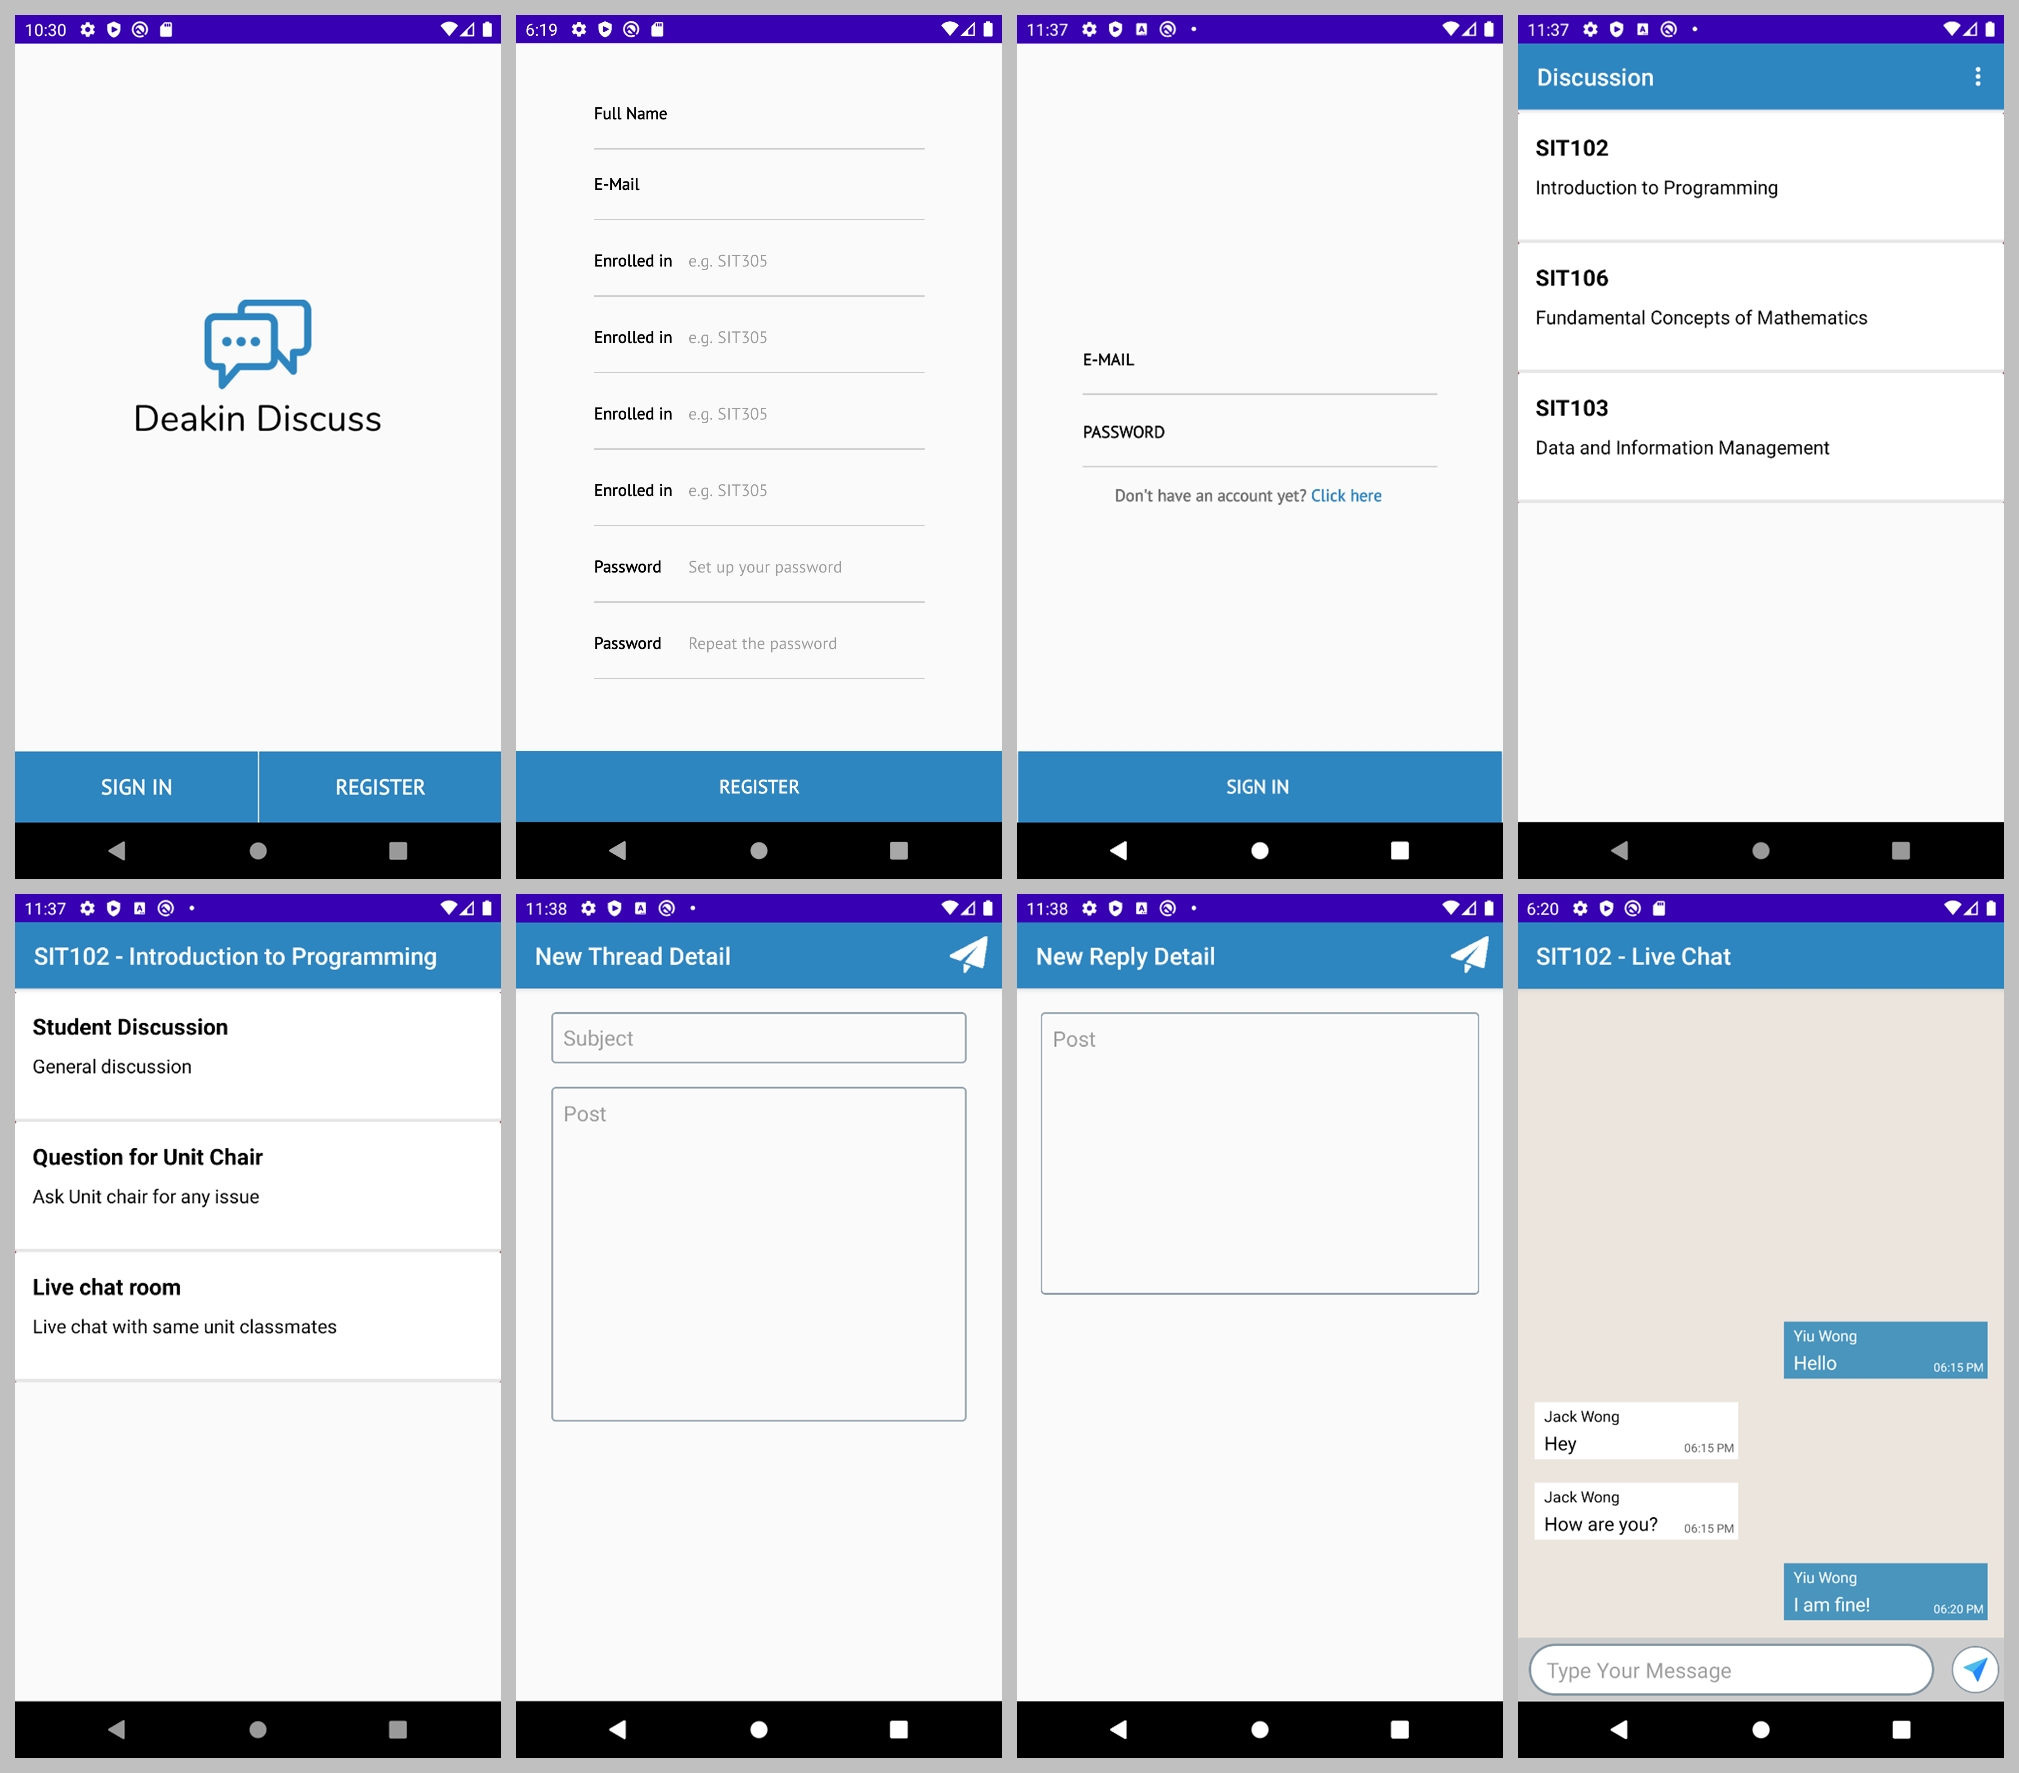 10:30
Deakin Discuss
SIGN IN
REGISTER
6:19
Full Name
E-Mail
Enrolled in e.g. SIT305
Enrolled in e.g. SIT305
Enrolled in e.g. SIT305
Enrolled in e.g. SIT305
Password Set up your password
Password Repeat the password
REGISTER
11:37
E-MAIL
PASSWORD
Don't have an account yet? Click here
SIGN IN
11:37
Discussion
SIT102
Introduction to Programming
SIT106
Fundamental Concepts of Mathematics
SIT103
Data and Information Management
11:37
SIT102 - Introduction to Programming
Student Discussion
General discussion
Question for Unit Chair
Ask Unit chair for any issue
Live chat room
Live chat with same unit classmates
11:38
New Thread Detail
Subject
Post
11:38
New Reply Detail
Post
6:20
SIT102 - Live Chat
Yiu Wong
Hello 06:15 PM
Jack Wong
Hey 06:15 PM
Jack Wong
How are you? 06:15 PM
Yiu Wong
I am fine! 06:20 PM
Type Your Message